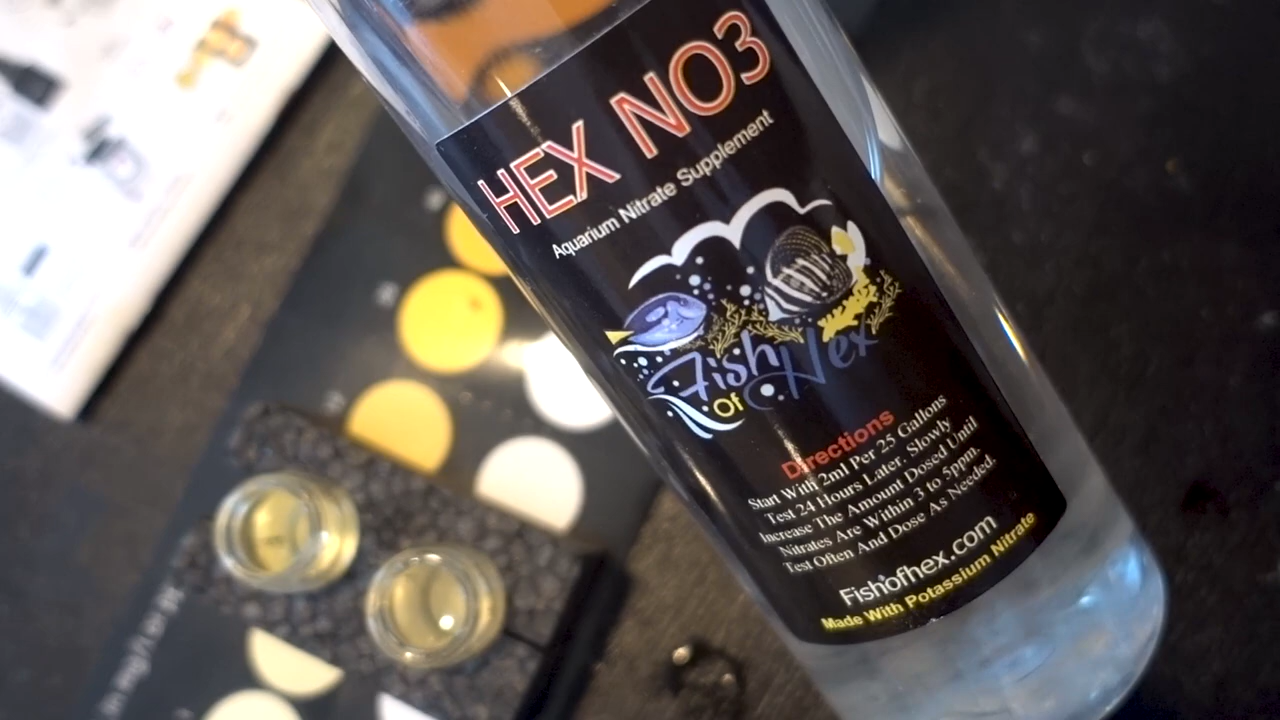 HEX NO3
Aquarium Nitrate Supplement
Fish
Of Hex
Directions
Start With 2ml Per 25 Gallons
Test 24 Hours Later. Slowly
Increase The Amount Dosed Until
Nitrates Are Within 3 to 5ppm.
Test Often And Dose As Needed.
Fishofhex.com
Made With Potassium Nitrate